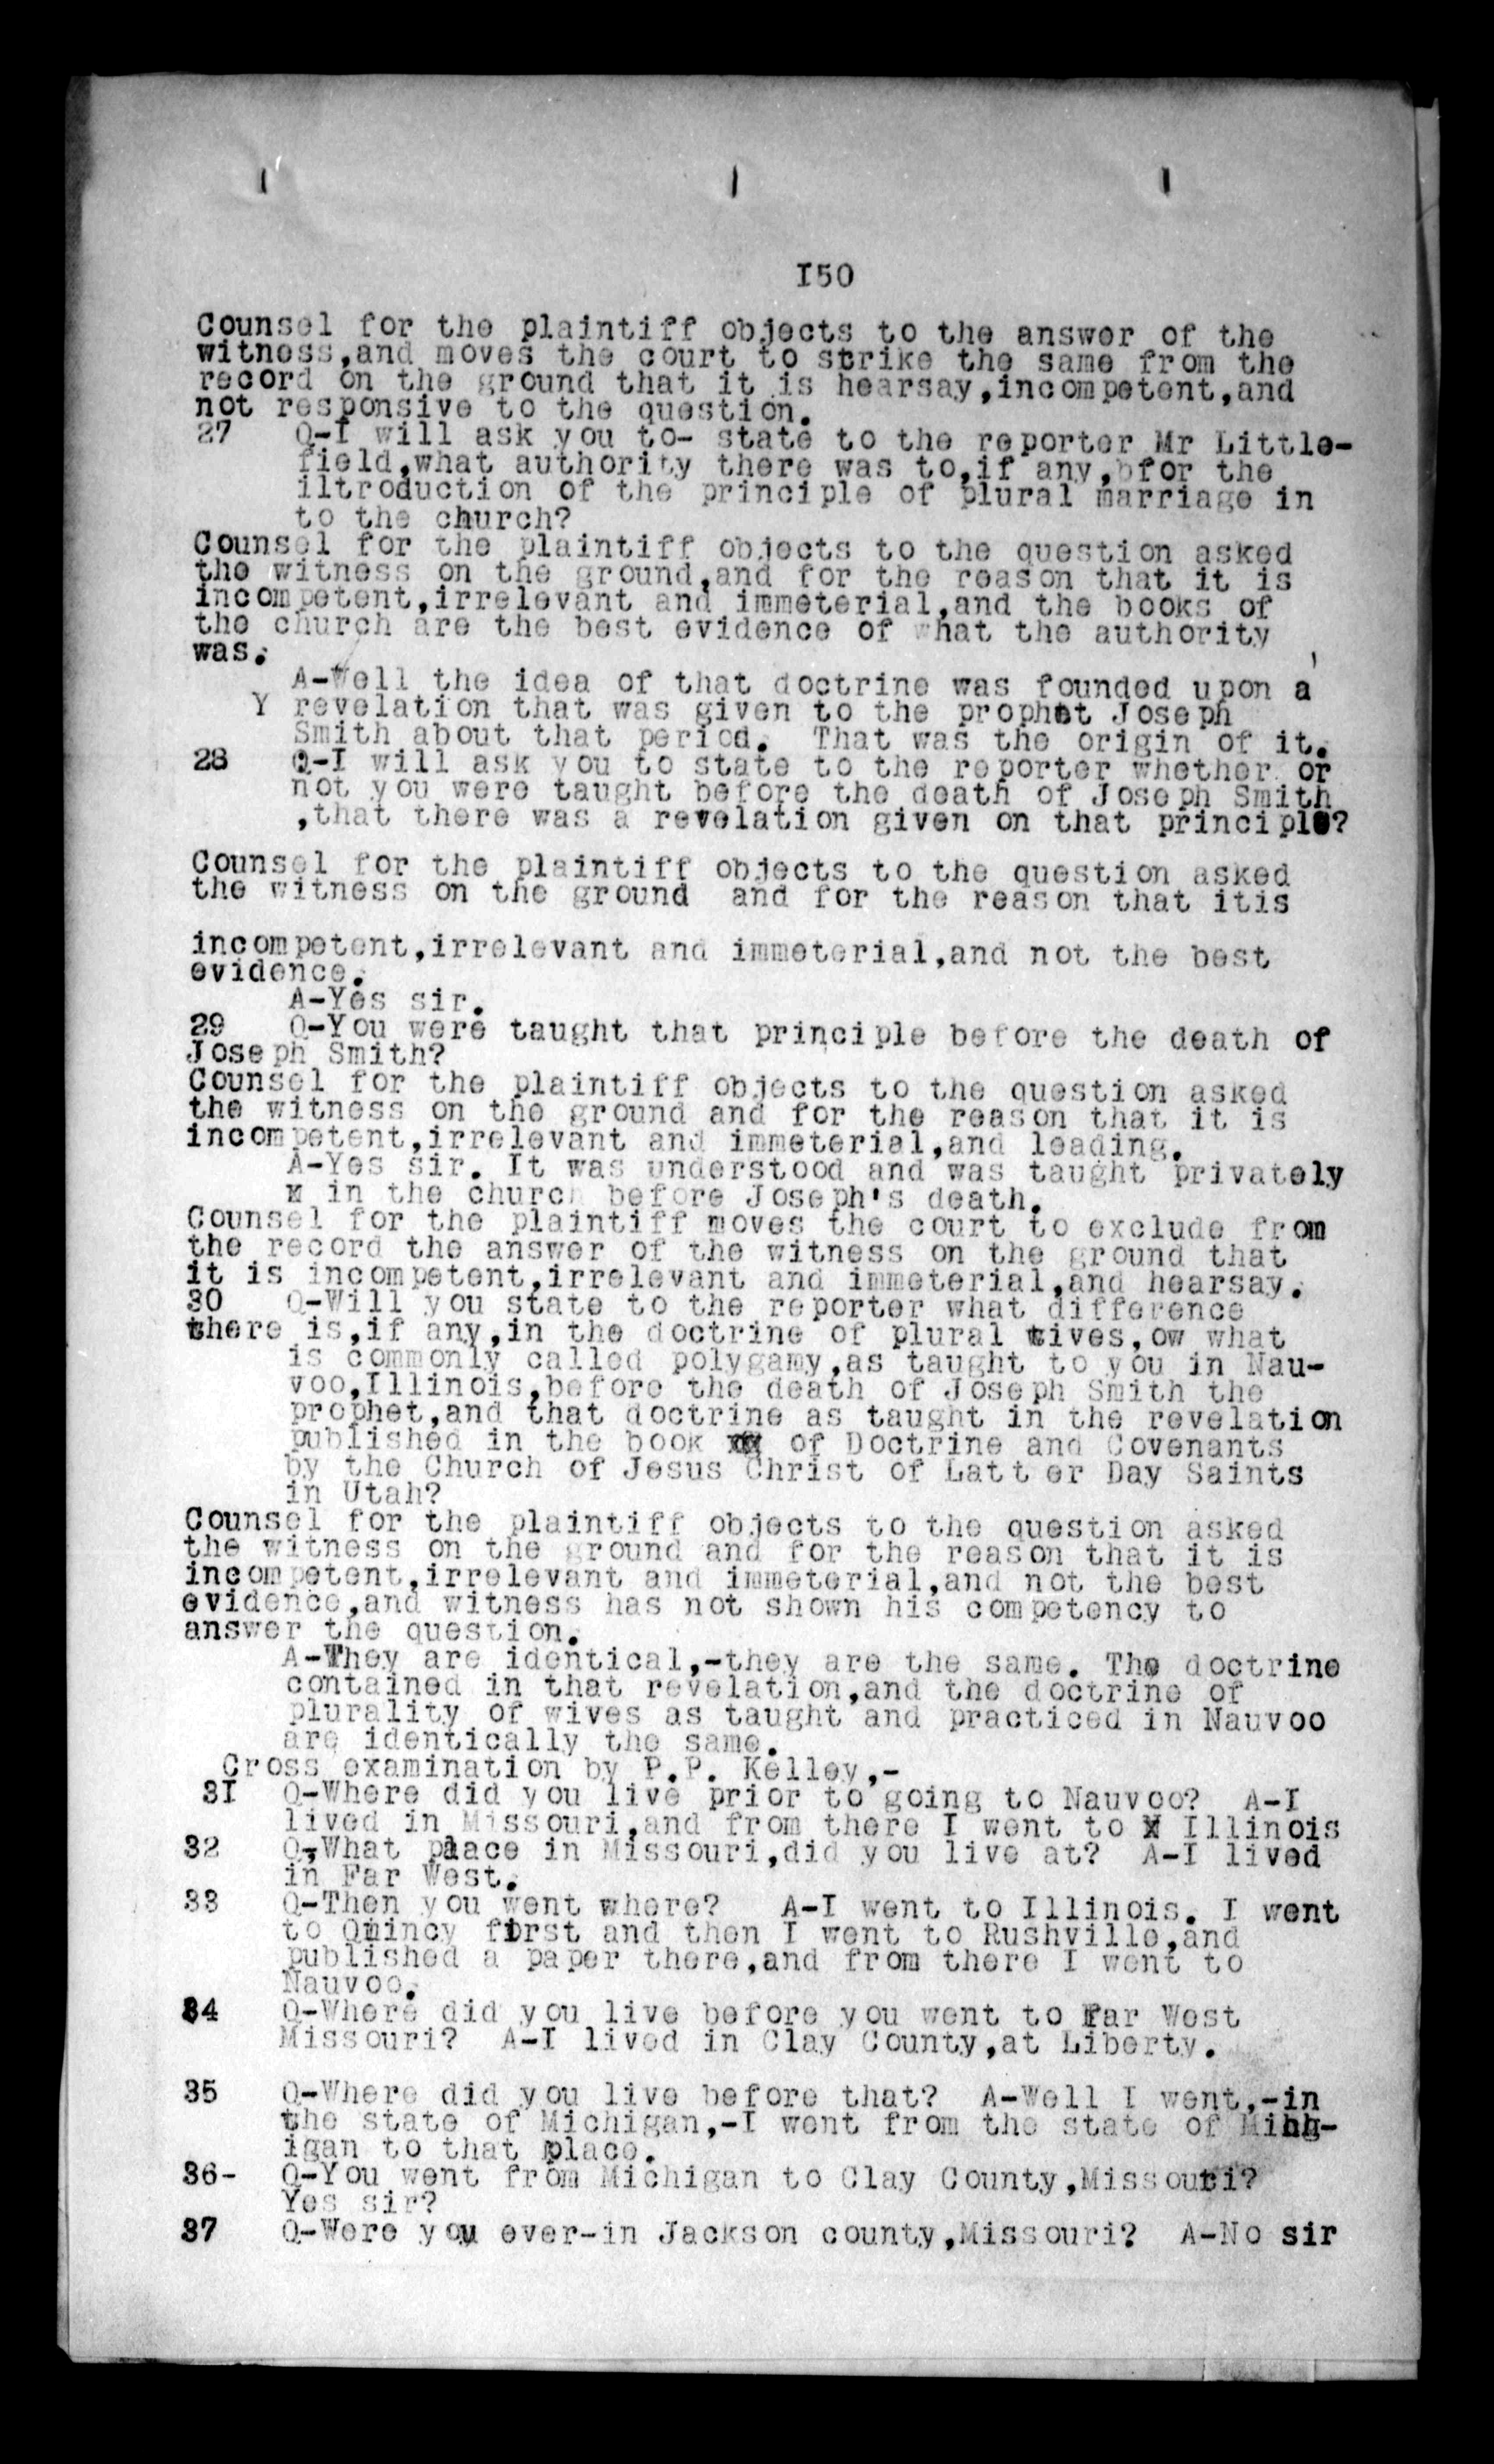 I50
Counsel for the plaintiff objects to the answer of the
witness,and moves the court to strike the same from the
record on the ground that it is hearsay,incompetent,and
not responsive to the question.
27 Q-I will ask you to- state to the reporter Mr Little-
field,what authority there was to,if any,bfor the
iltroduction of the principle of plural marriage in
to the church?
Counsel for the plaintiff objects to the question asked
the witness on the ground,and for the reason that it is
incompetent,irrelevant and immeterial,and the books of
the church are the best evidence of what the authority
was.
A-Well the idea of that doctrine was founded upon a
Y revelation that was given to the prophet Joseph
Smith about that period. That was the origin of it.
28 Q-I will ask you to state to the reporter whether or
not you were taught before the death of Joseph Smith
,that there was a revelation given on that principle?
Counsel for the plaintiff objects to the question asked
the witness on the ground and for the reason that itis
incompetent,irrelevant and immeterial,and not the best
evidence.
A-Yes sir.
29 Q-You were taught that principle before the death of
Joseph Smith?
Counsel for the plaintiff objects to the question asked
the witness on the ground and for the reason that it is
incompetent,irrelevant and immeterial,and leading.
A-Yes sir. It was understood and was taught privately
x in the church before Joseph's death.
Counsel for the plaintiff moves the court to exclude from
the record the answer of the witness on the ground that
it is incompetent,irrelevant and immeterial,and hearsay.
30 Q-Will you state to the reporter what difference
there is,if any,in the doctrine of plural wives,ow what
is commonly called polygamy,as taught to you in Nau-
voo,Illinois,before the death of Joseph Smith the
prophet,and that doctrine as taught in the revelation
published in the book of Doctrine and Covenants
by the Church of Jesus Christ of Latter Day Saints
in Utah?
Counsel for the plaintiff objects to the question asked
the witness on the ground and for the reason that it is
incompetent,irrelevant and immeterial,and not the best
evidence,and witness has not shown his competency to
answer the question.
A-They are identical,-they are the same. The doctrine
contained in that revelation,and the doctrine of
plurality of wives as taught and practiced in Nauvoo
are identically the same.
Cross examination by P.P. Kelley,-
3I Q-Where did you live prior to going to Nauvoo? A-I
lived in Missouri,and from there I went to X Illinois
32 Q-What place in Missouri,did you live at? A-I lived
in Far West.
33 Q-Then you went where? A-I went to Illinois. I went
to Quincy first and then I went to Rushville,and
published a paper there,and from there I went to
Nauvoo.
34 Q-Where did you live before you went to Far West
Missouri? A-I lived in Clay County,at Liberty.
35 Q-Where did you live before that? A-Well I went,-in
the state of Michigan,-I went from the state of Mich-
igan to that place.
36- Q-You went from Michigan to Clay County,Missouri?
Yes sir?
37 Q-Were you ever-in Jackson county,Missouri? A-No sir